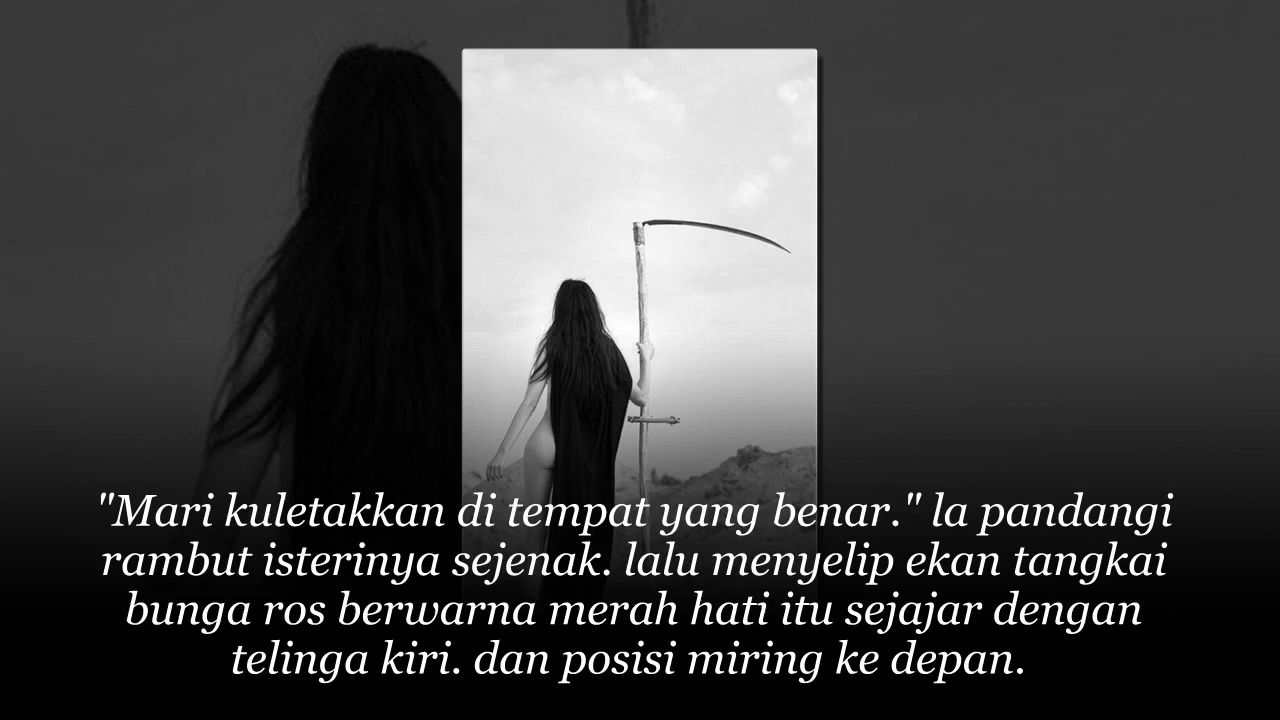 "Mari kuletakkan di tempat yang benar." la pandangi
rambut isterinya sejenak. lalu menyelip ekan tangkai
bunga ros berwarna merah hati itu sejajar dengan
telinga kiri. dan posisi miring ke depan.